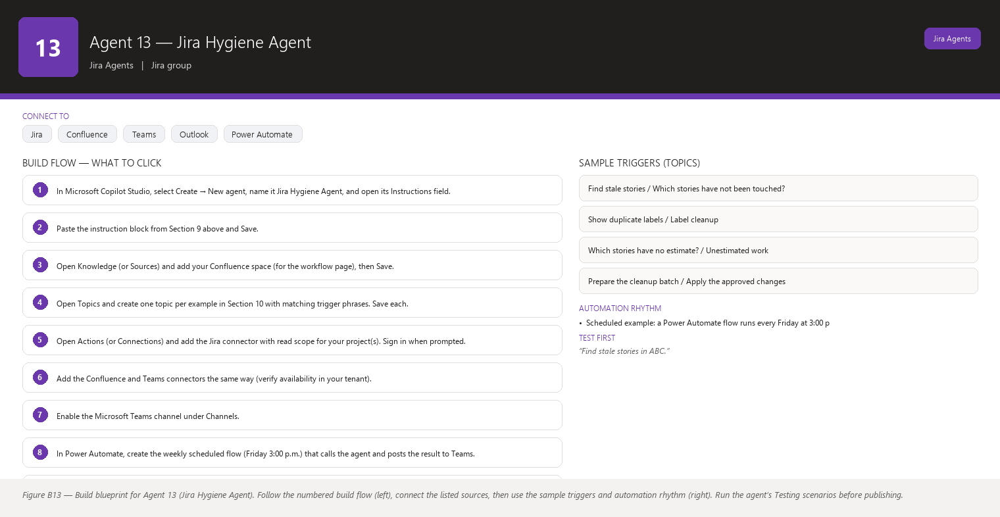 13
Agent 13 — Jira Hygiene Agent
Jira Agents | Jira group
Jira Agents
CONNECT TO
Jira
Confluence
Teams
Outlook
Power Automate
BUILD FLOW — WHAT TO CLICK
1 In Microsoft Copilot Studio, select Create → New agent, name it Jira Hygiene Agent, and open its Instructions field.
2 Paste the instruction block from Section 9 above and Save.
3 Open Knowledge (or Sources) and add your Confluence space (for the workflow page), then Save.
4 Open Topics and create one topic per example in Section 10 with matching trigger phrases. Save each.
5 Open Actions (or Connections) and add the Jira connector with read scope for your project(s). Sign in when prompted.
6 Add the Confluence and Teams connectors the same way (verify availability in your tenant).
7 Enable the Microsoft Teams channel under Channels.
8 In Power Automate, create the weekly scheduled flow (Friday 3:00 p.m.) that calls the agent and posts the result to Teams.
SAMPLE TRIGGERS (TOPICS)
Find stale stories / Which stories have not been touched?
Show duplicate labels / Label cleanup
Which stories have no estimate? / Unestimated work
Prepare the cleanup batch / Apply the approved changes
AUTOMATION RHYTHM
• Scheduled example: a Power Automate flow runs every Friday at 3:00 p
TEST FIRST
“Find stale stories in ABC.”
Figure B13 — Build blueprint for Agent 13 (Jira Hygiene Agent). Follow the numbered build flow (left), connect the listed sources, then use the sample triggers and automation rhythm (right). Run the agent's Testing scenarios before publishing.